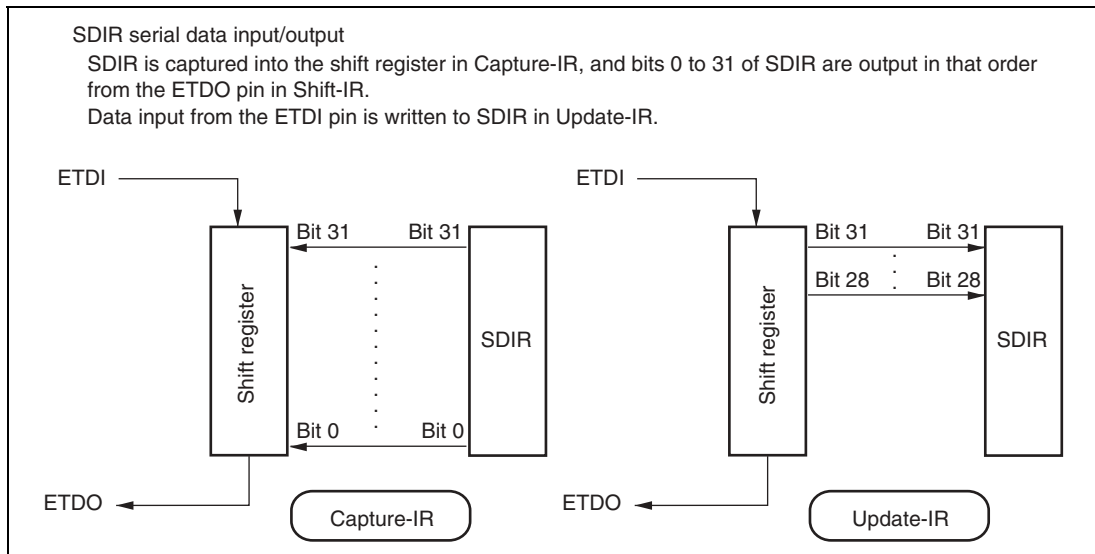 SDIR serial data input/output
SDIR is captured into the shift register in Capture-IR, and bits 0 to 31 of SDIR are output in that order
from the ETDO pin in Shift-IR.
Data input from the ETDI pin is written to SDIR in Update-IR.
ETDI
Bit 31 Bit 31
Shift register
SDIR
Bit 0 Bit 0
ETDO
Capture-IR
ETDI
Bit 31 Bit 31
Bit 28 Bit 28
Shift register
SDIR
ETDO
Update-IR